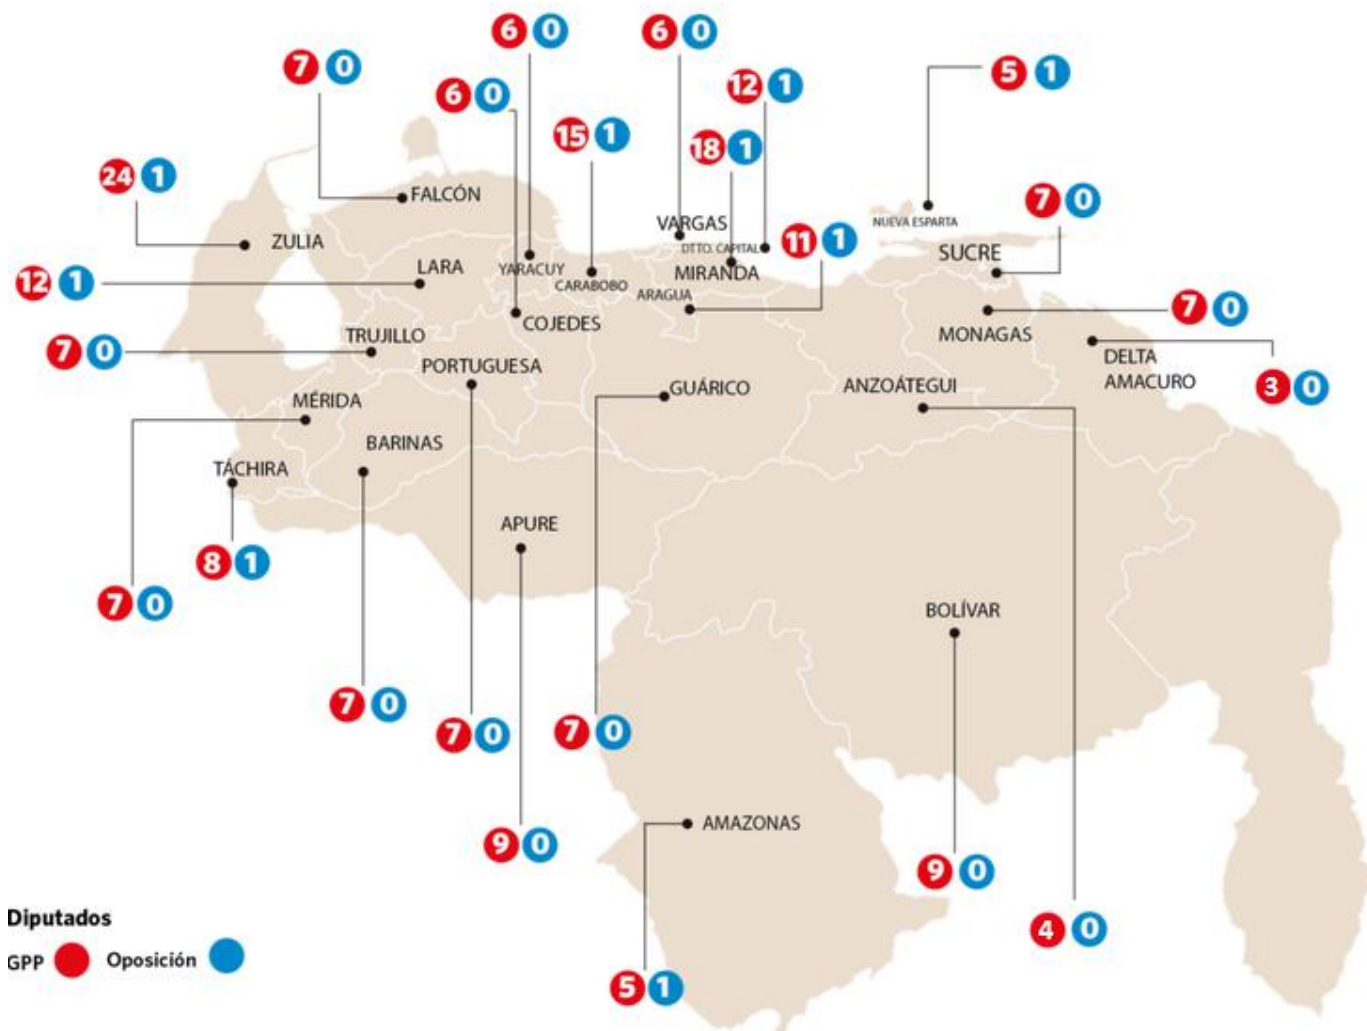 6 0
6 0
7 0
5 1
12 1
6 0
15 1
18 1
24 1
FALCÓN
7 0
NUEVA ESPARTA
VARGAS
ZULIA
DTTO. CAPITAL
11 1
SUCRE
LARA
YARACUY
MIRANDA
12 1
CARABOBO
ARAGUA
7 0
COJEDES
MONAGAS
TRUJILLO
7 0
DELTA
AMACURO
PORTUGUESA
GUÁRICO
ANZOÁTEGUI
3 0
MÉRIDA
BARINAS
TÁCHIRA
APURE
8 1
7 0
BOLÍVAR
7 0
7 0
7 0
AMAZONAS
9 0
9 0
4 0
Diputados
GPP Oposición
5 1